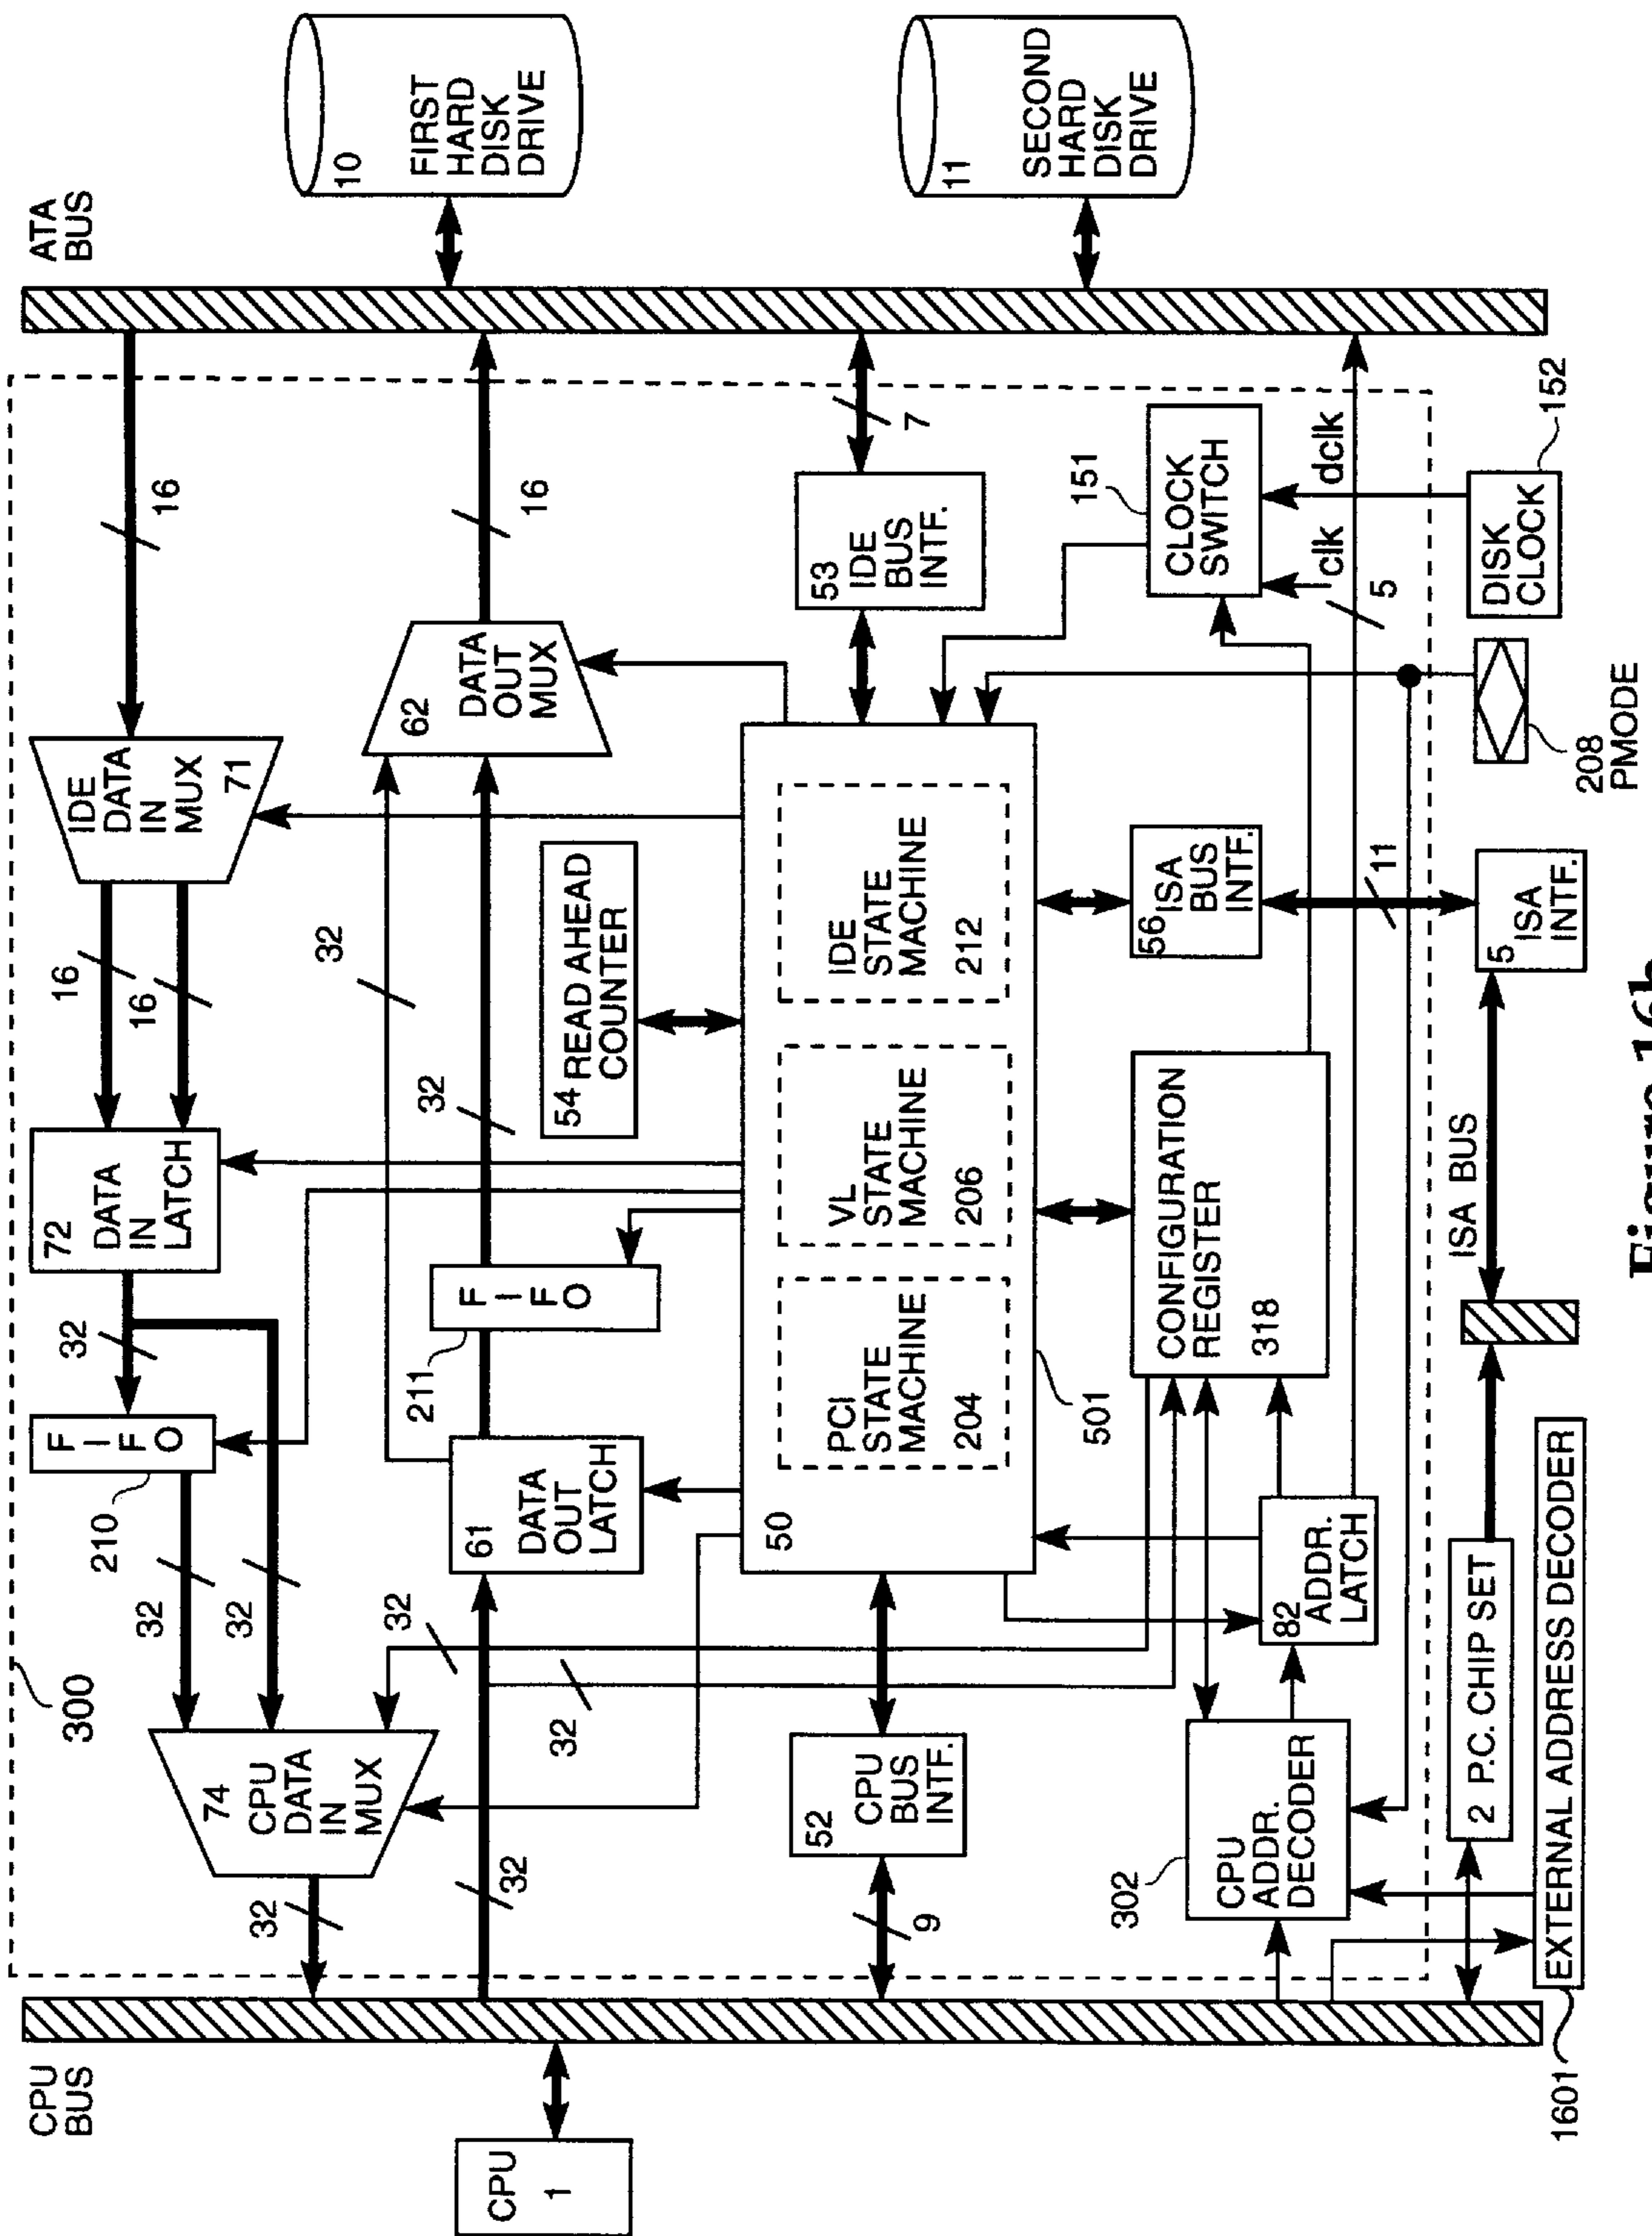 CPU
BUS
ATA
BUS
CPU
1
300
10
FIRST
HARD
DISK
DRIVE
11
SECOND
HARD
DISK
DRIVE
32
74
CPU
DATA
IN
MUX
32
32
210
FIFO
32
72
DATA
IN
LATCH
16
16
IDE
DATA
IN
MUX
71
16
32
32
32
61
DATA
OUT
LATCH
211
FIFO
32
32
62
DATA
OUT
MUX
16
54
READ AHEAD
COUNTER
9
52
CPU
BUS
INTF.
50
PCI
STATE
MACHINE
204
VL
STATE
MACHINE
206
IDE
STATE
MACHINE
212
501
53
IDE
BUS
INTF.
7
302
CPU
ADDR.
DECODER
82
ADDR.
LATCH
CONFIGURATION
REGISTER
318
56
ISA
BUS
INTF.
11
151
CLOCK
SWITCH
clk
dclk
5
152
DISK
CLOCK
208
PMODE
5
ISA
INTF.
ISA BUS
2 P.C. CHIP SET
EXTERNAL ADDRESS DECODER
1601